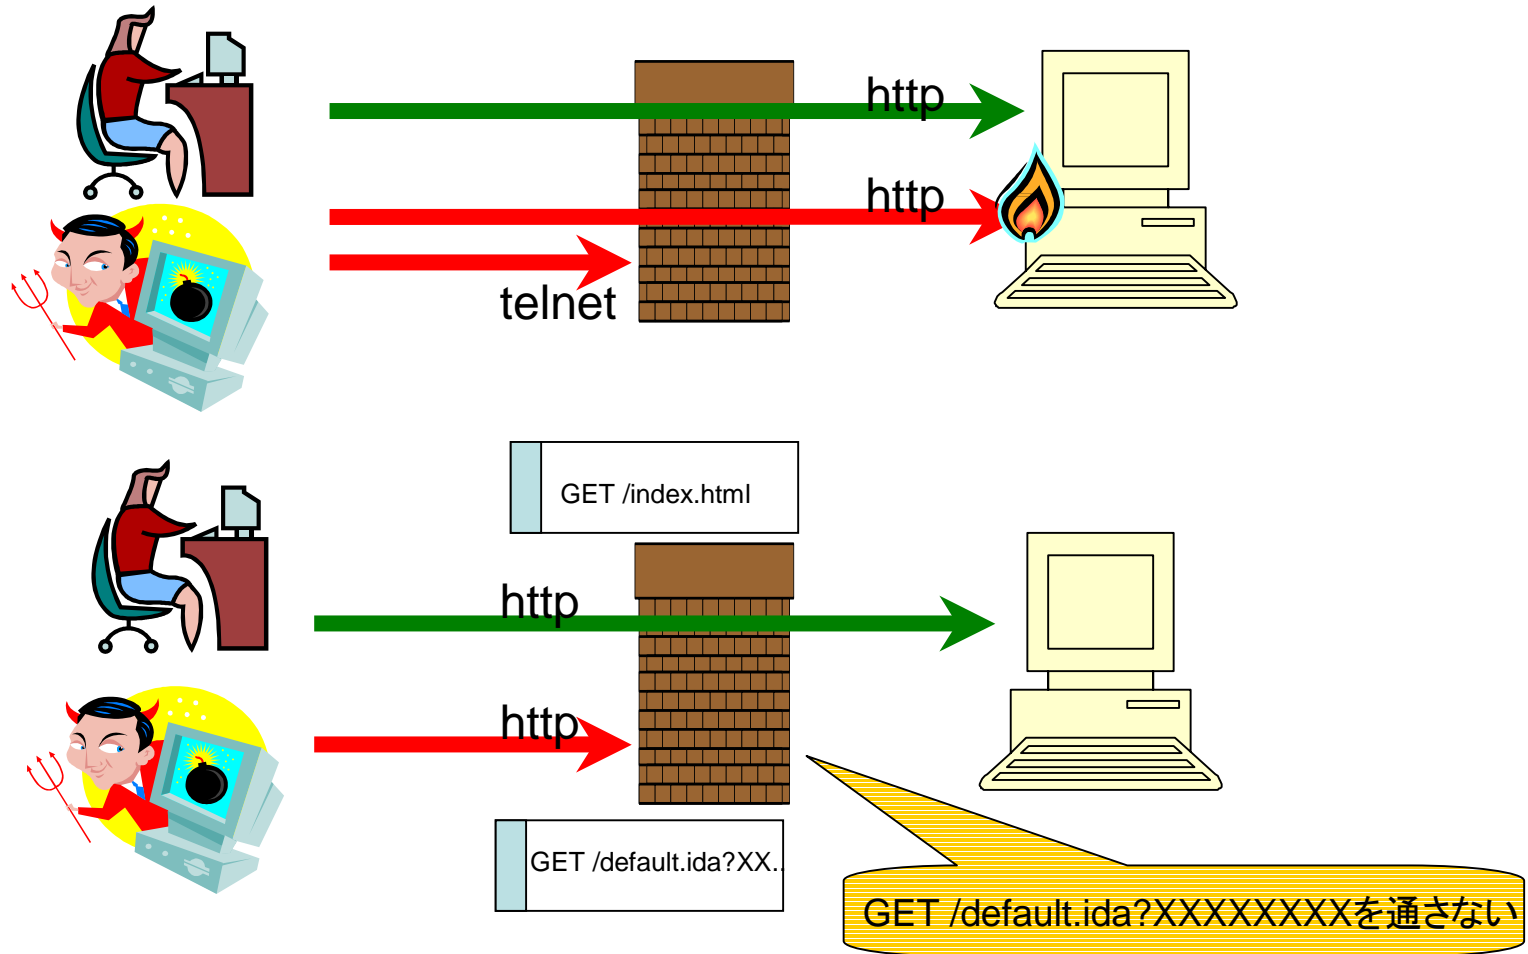 http
http
telnet
GET /index.html
http
http
GET /default.ida?XX..
GET /default.ida?XXXXXXXXを通さない